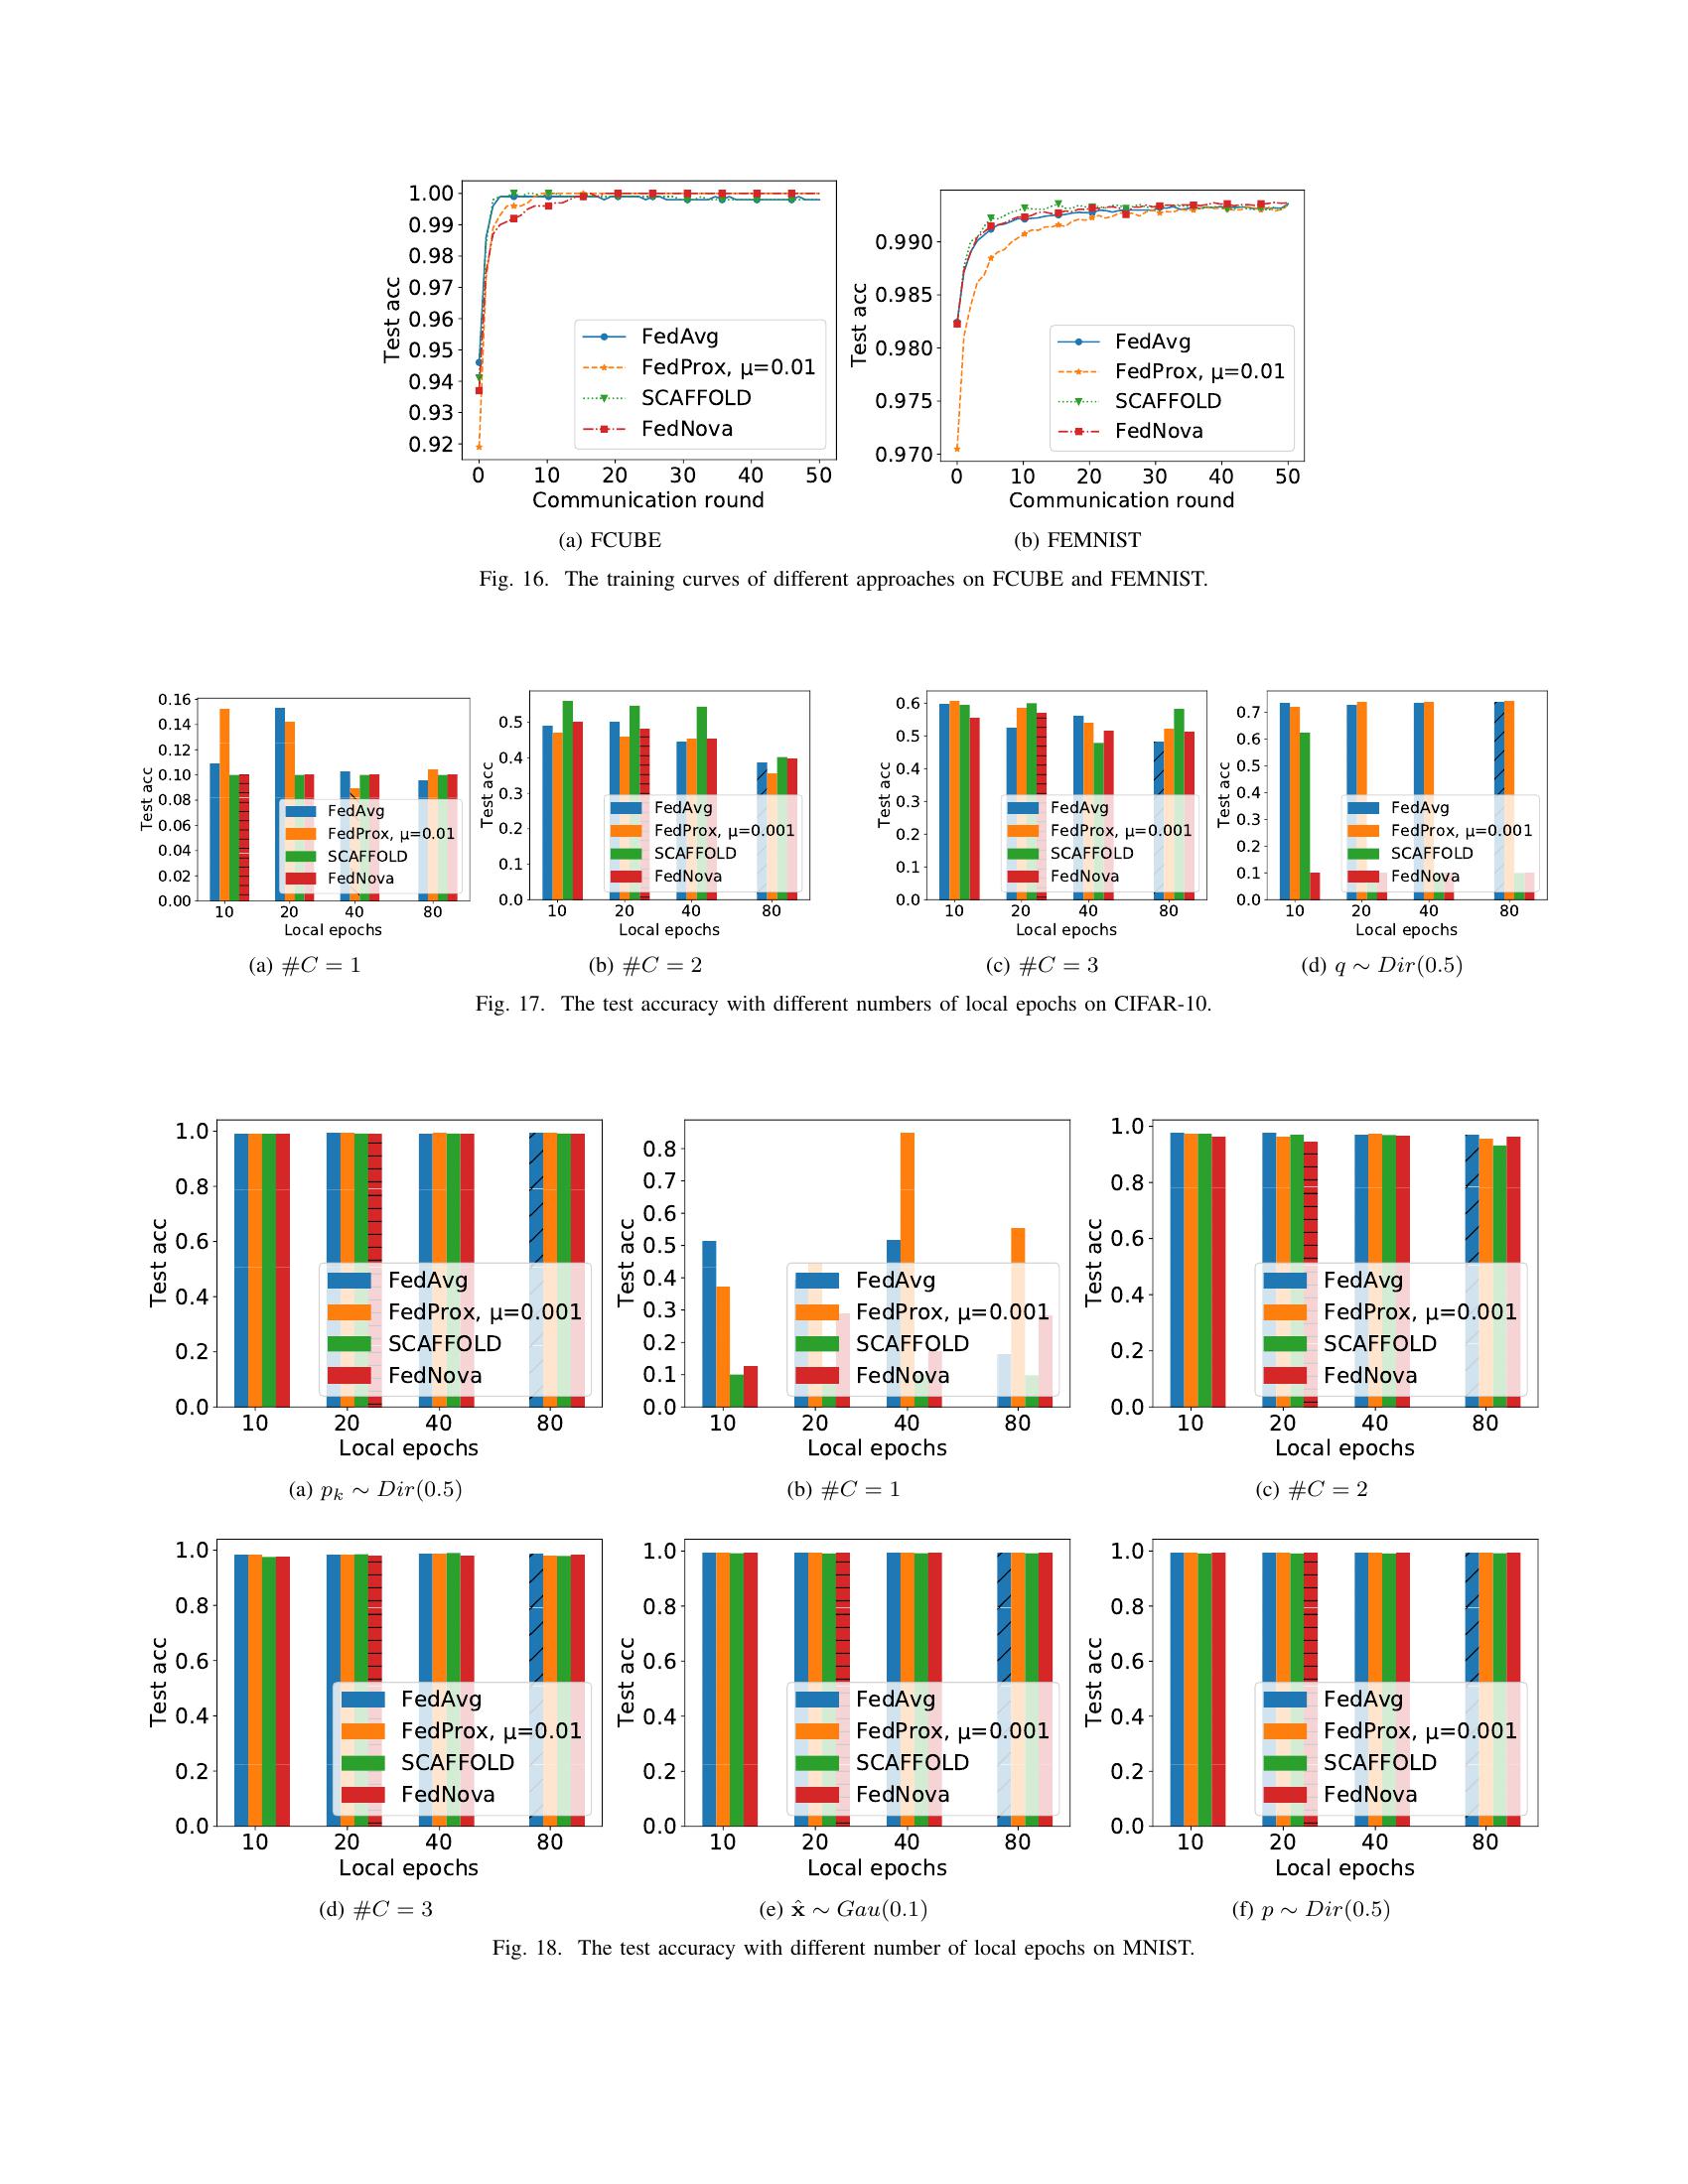 1.00
0.99
0.98
0.97
0.96
0.95
0.94
0.93
0.92
Test acc
FedAvg
FedProx, μ=0.01
SCAFFOLD
FedNova
0 10 20 30 40 50
Communication round
(a) FCUBE
0.990
0.985
0.980
0.975
0.970
Test acc
FedAvg
FedProx, μ=0.01
SCAFFOLD
FedNova
0 10 20 30 40 50
Communication round
(b) FEMNIST
Fig. 16. The training curves of different approaches on FCUBE and FEMNIST.
0.16
0.14
0.12
0.10
0.08
0.06
0.04
0.02
0.00
Test acc
FedAvg
FedProx, μ=0.01
SCAFFOLD
FedNova
10 20 40 80
Local epochs
(a) #C = 1
0.5
0.4
0.3
0.2
0.1
0.0
Test acc
FedAvg
FedProx, μ=0.001
SCAFFOLD
FedNova
10 20 40 80
Local epochs
(b) #C = 2
0.6
0.5
0.4
0.3
0.2
0.1
0.0
Test acc
FedAvg
FedProx, μ=0.001
SCAFFOLD
FedNova
10 20 40 80
Local epochs
(c) #C = 3
0.7
0.6
0.5
0.4
0.3
0.2
0.1
0.0
Test acc
FedAvg
FedProx, μ=0.001
SCAFFOLD
FedNova
10 20 40 80
Local epochs
(d) q ∼ Dir(0.5)
Fig. 17. The test accuracy with different numbers of local epochs on CIFAR-10.
1.0
0.8
0.6
0.4
0.2
0.0
Test acc
FedAvg
FedProx, μ=0.001
SCAFFOLD
FedNova
10 20 40 80
Local epochs
(a) pₖ ∼ Dir(0.5)
0.8
0.7
0.6
0.5
0.4
0.3
0.2
0.1
0.0
Test acc
FedAvg
FedProx, μ=0.001
SCAFFOLD
FedNova
10 20 40 80
Local epochs
(b) #C = 1
1.0
0.8
0.6
0.4
0.2
0.0
Test acc
FedAvg
FedProx, μ=0.001
SCAFFOLD
FedNova
10 20 40 80
Local epochs
(c) #C = 2
1.0
0.8
0.6
0.4
0.2
0.0
Test acc
FedAvg
FedProx, μ=0.01
SCAFFOLD
FedNova
10 20 40 80
Local epochs
(d) #C = 3
1.0
0.8
0.6
0.4
0.2
0.0
Test acc
FedAvg
FedProx, μ=0.001
SCAFFOLD
FedNova
10 20 40 80
Local epochs
(e) x̂ ∼ Gau(0.1)
1.0
0.8
0.6
0.4
0.2
0.0
Test acc
FedAvg
FedProx, μ=0.001
SCAFFOLD
FedNova
10 20 40 80
Local epochs
(f) p ∼ Dir(0.5)
Fig. 18. The test accuracy with different number of local epochs on MNIST.